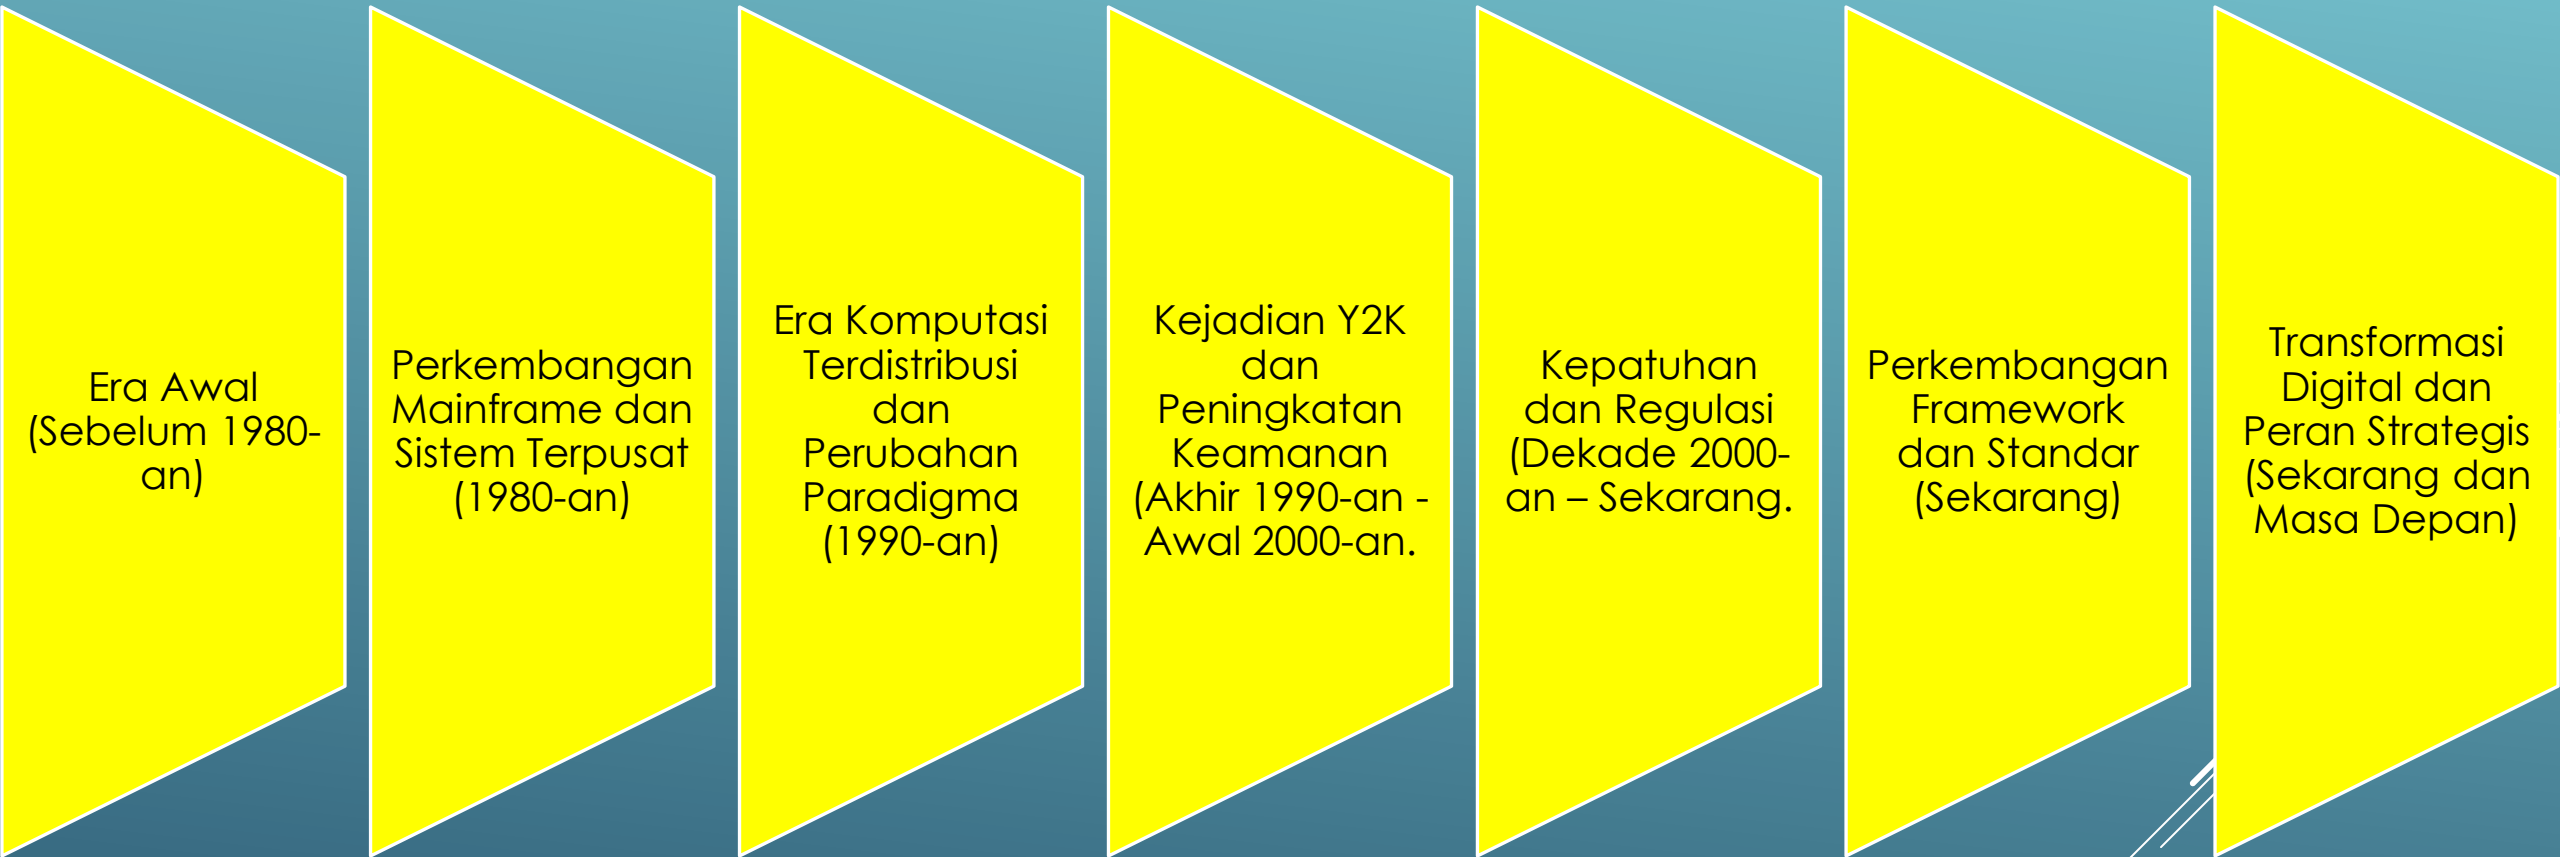 Era Awal
(Sebelum 1980-
an)
Perkembangan
Mainframe dan
Sistem Terpusat
(1980-an)
Era Komputasi
Terdistribusi
dan
Perubahan
Paradigma
(1990-an)
Kejadian Y2K
dan
Peningkatan
Keamanan
(Akhir 1990-an -
Awal 2000-an.
Kepatuhan
dan Regulasi
(Dekade 2000-
an – Sekarang.
Perkembangan
Framework
dan Standar
(Sekarang)
Transformasi
Digital dan
Peran Strategis
(Sekarang dan
Masa Depan)